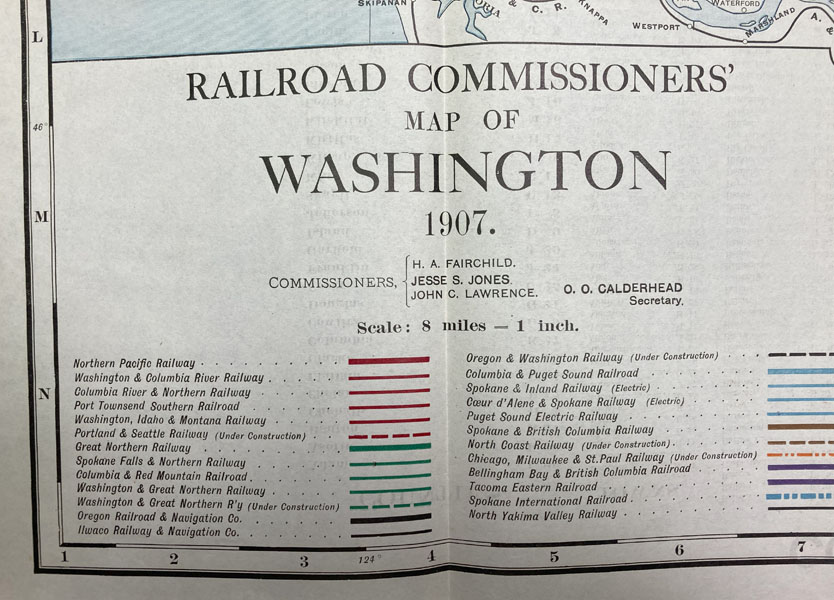 L
SKIPANAN
ORIA
& C. R.
KNAPPA
WESTPORT
WATERFORD
MARSHLAND
A. &
RAILROAD COMMISSIONERS'
46°
MAP OF
WASHINGTON
M
1907.
COMMISSIONERS,
H. A. FAIRCHILD.
JESSE S. JONES.
JOHN C. LAWRENCE.
O. O. CALDERHEAD
Secretary.
Scale: 8 miles — 1 inch.
N
Northern Pacific Railway
Washington & Columbia River Railway
Columbia River & Northern Railway
Port Townsend Southern Railroad
Washington, Idaho & Montana Railway
Portland & Seattle Railway (Under Construction)
Great Northern Railway
Spokane Falls & Northern Railway
Columbia & Red Mountain Railroad
Washington & Great Northern Railway
Washington & Great Northern R'y (Under Construction)
Oregon Railroad & Navigation Co.
Ilwaco Railway & Navigation Co.
Oregon & Washington Railway (Under Construction)
Columbia & Puget Sound Railroad
Spokane & Inland Railway (Electric)
Cœur d'Alene & Spokane Railway (Electric)
Puget Sound Electric Railway
Spokane & British Columbia Railway
North Coast Railway (Under Construction)
Chicago, Milwaukee & St. Paul Railway (Under Construction)
Bellingham Bay & British Columbia Railroad
Tacoma Eastern Railroad
Spokane International Railroad
North Yakima Valley Railway
1 2 3 124° 4 5 6 7